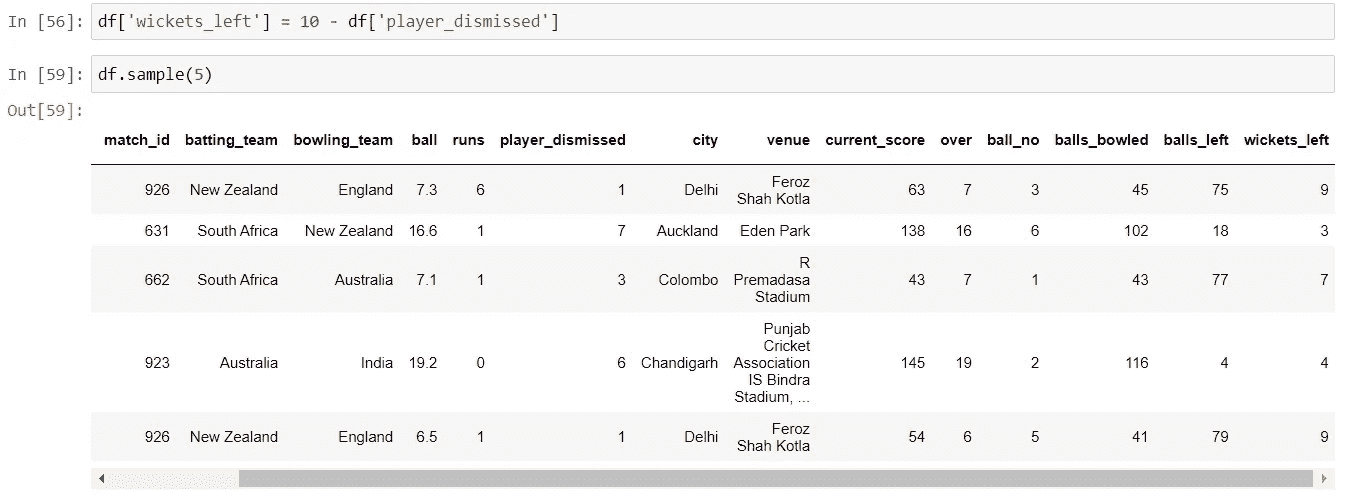 In [56]: df['wickets_left'] = 10 - df['player_dismissed']
In [59]: df.sample(5)
Out[59]:
match_id batting_team bowling_team ball runs player_dismissed city venue current_score over ball_no balls_bowled balls_left wickets_left
926 New Zealand England 7.3 6 1 Delhi Feroz Shah Kotla 63 7 3 45 75 9
631 South Africa New Zealand 16.6 1 7 Auckland Eden Park 138 16 6 102 18 3
662 South Africa Australia 7.1 1 3 Colombo R Premadasa Stadium 43 7 1 43 77 7
923 Australia India 19.2 0 6 Chandigarh Punjab Cricket Association IS Bindra Stadium, ... 145 19 2 116 4 4
926 New Zealand England 6.5 1 1 Delhi Feroz Shah Kotla 54 6 5 41 79 9